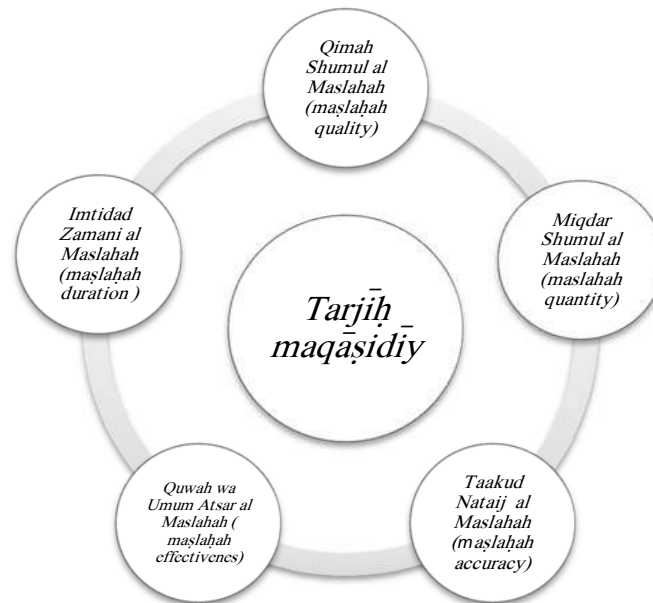 Qimah
Shumul al
Maslahah
(maṣlaḥah
quality)
Imtidad
Zamani al
Maslahah
(maṣlaḥah
duration )
Miqdar
Shumul al
Maslahah
(maslahah
quantity)
Tarjīḥ
maqāṣidīy
Quwah wa
Umum Atsar al
Maslahah (
maṣlaḥah
effectivenes)
Taakud
Nataij al
Maslahah
(maṣlaḥah
accuracy)